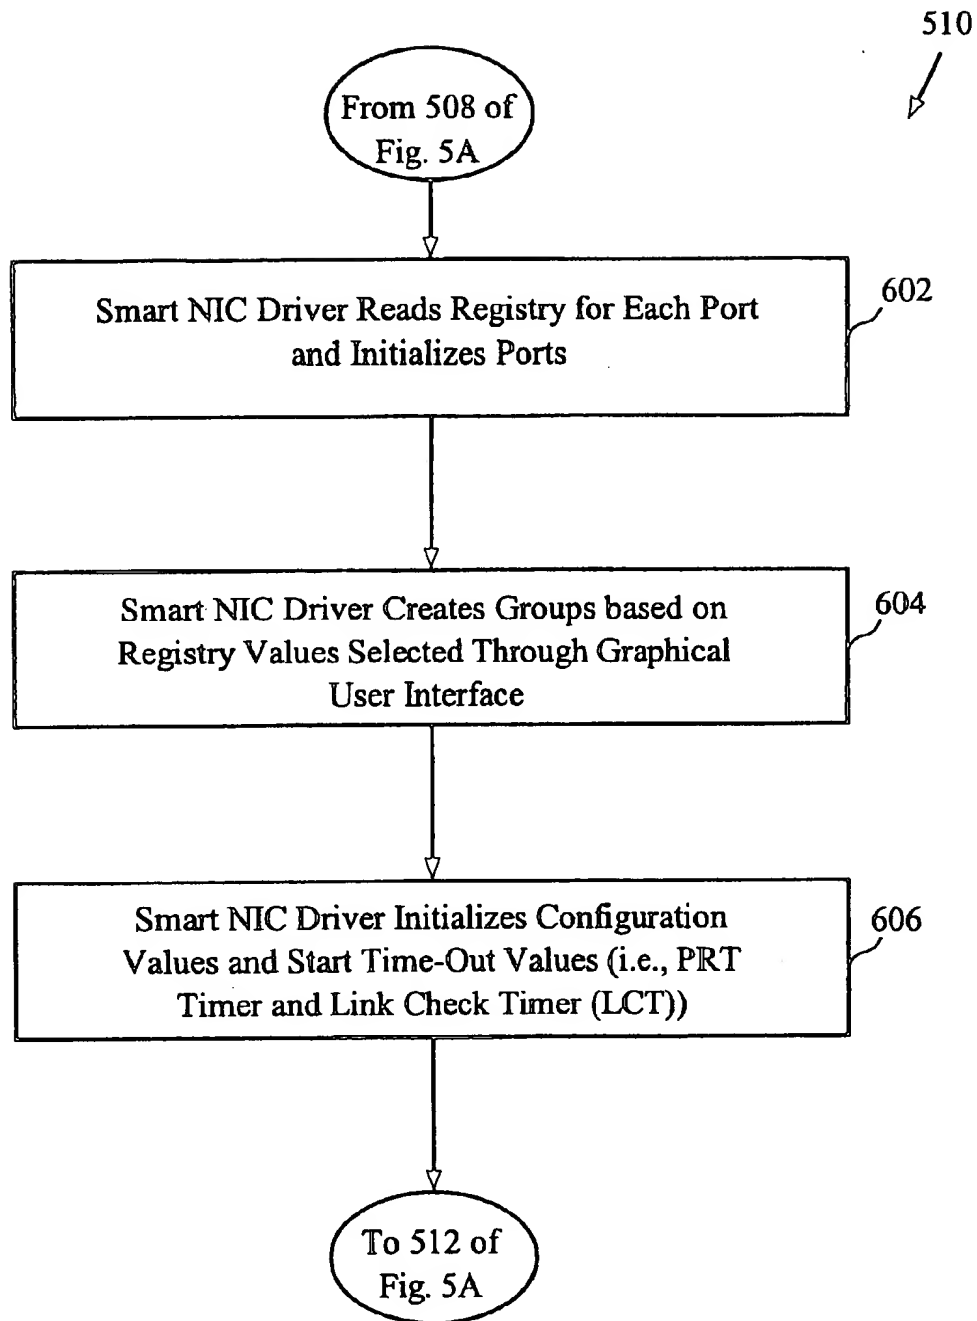 510
From 508 of
Fig. 5A
Smart NIC Driver Reads Registry for Each Port
and Initializes Ports
602
Smart NIC Driver Creates Groups based on
Registry Values Selected Through Graphical
User Interface
604
Smart NIC Driver Initializes Configuration
Values and Start Time-Out Values (i.e., PRT
Timer and Link Check Timer (LCT))
606
To 512 of
Fig. 5A